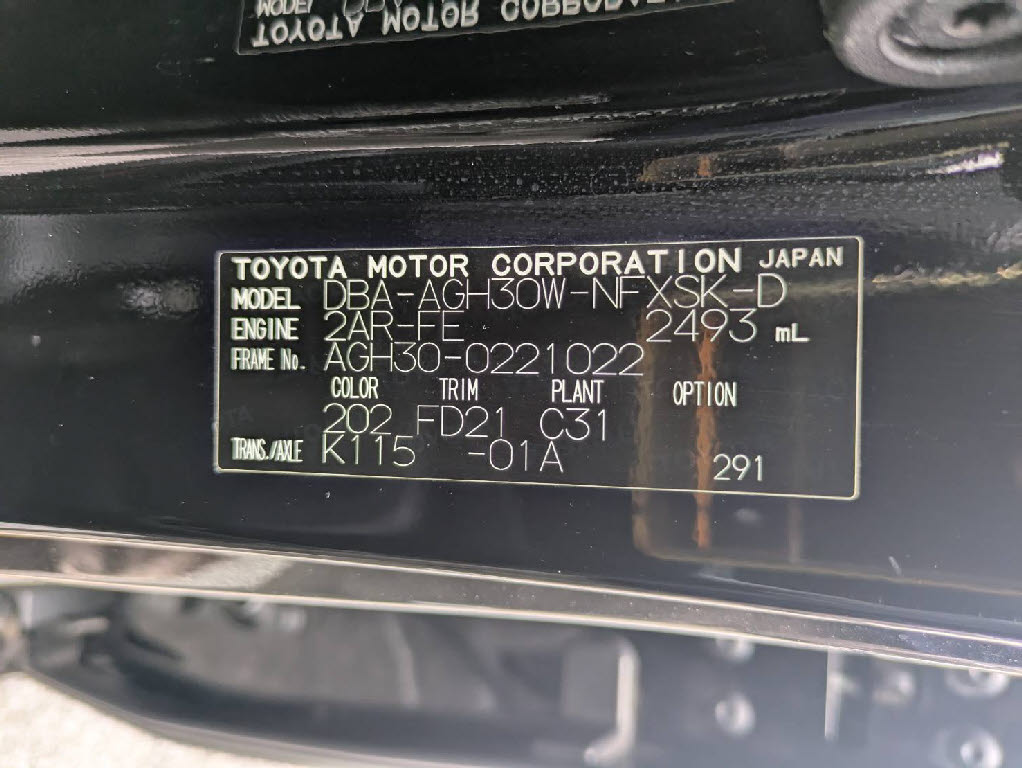 TOYOTA MOTOR CORPORATION JAPAN
MODEL DBA-AGH30W-NFXSK-D
ENGINE 2AR-FE 2493 mL
FRAME No. AGH30-0221022
COLOR TRIM PLANT OPTION
202 FD21 C31
TRANS./AXLE K115 -01A 291